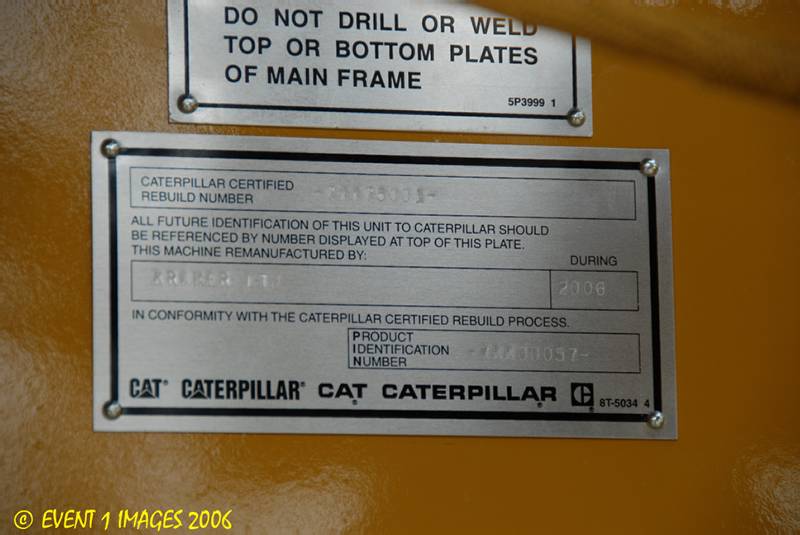 DO NOT DRILL OR WELD
TOP OR BOTTOM PLATES
OF MAIN FRAME
5P3999 1
CATERPILLAR CERTIFIED
REBUILD NUMBER
ALL FUTURE IDENTIFICATION OF THIS UNIT TO CATERPILLAR SHOULD
BE REFERENCED BY NUMBER DISPLAYED AT TOP OF THIS PLATE.
THIS MACHINE REMANUFACTURED BY: DURING
KRAMER LTD 2006
IN CONFORMITY WITH THE CATERPILLAR CERTIFIED REBUILD PROCESS.
PRODUCT
IDENTIFICATION
NUMBER
CAT® CATERPILLAR® CAT CATERPILLAR 8T-5034 4
© EVENT 1 IMAGES 2006